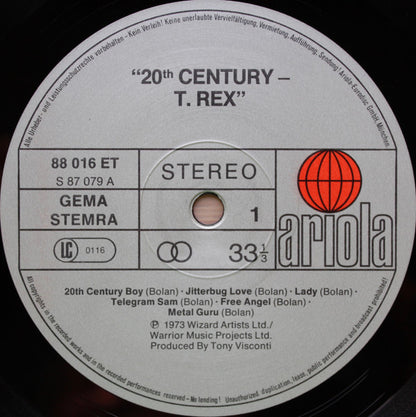 Alle Urheber- und Leistungsschutzrechte vorbehalten - Kein Verleih! Keine unerlaubte Vervielfältigung, Vermietung, Aufführung, Sendung! Ariola-Eurodisc GmbH München
"20th CENTURY –
T. REX"
88 016 ET
S 87 079 A
STEREO
GEMA
STEMRA
1
LC 0116
33 1/3
ariola
20th Century Boy (Bolan) · Jitterbug Love (Bolan) · Lady (Bolan) ·
Telegram Sam (Bolan) · Free Angel (Bolan) ·
Metal Guru (Bolan)
℗ 1973 Wizard Artists Ltd./
Warrior Music Projects Ltd.
Produced By Tony Visconti
All copyrights in the recorded works and in the recorded performances reserved. - No lending! Unauthorized duplication, lease, public performance and broadcast prohibited!